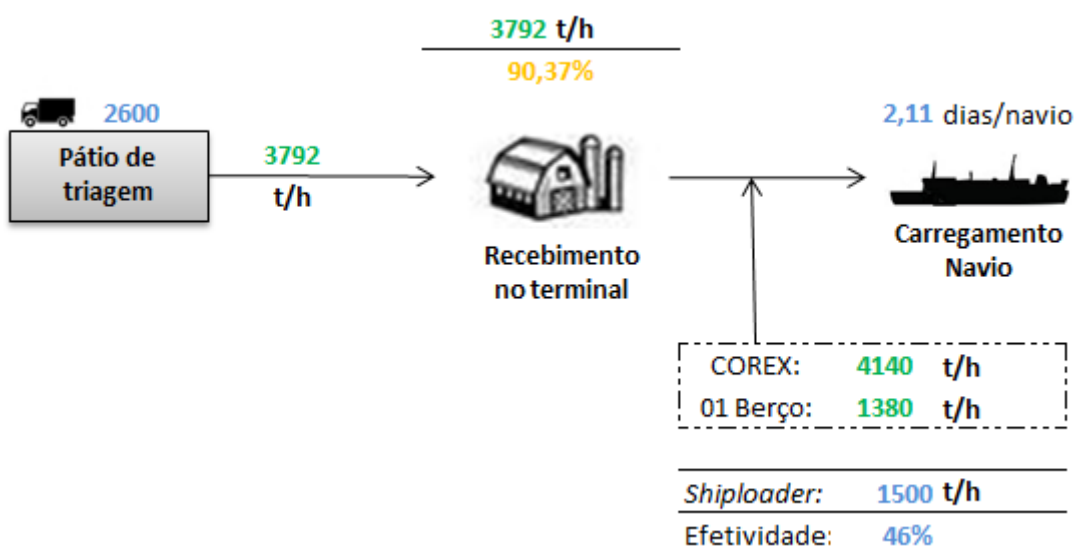 3792 t/h
90,37%
2600
2,11 dias/navio
Pátio de
triagem
3792
t/h
Recebimento
no terminal
Carregamento
Navio
COREX: 4140 t/h
01 Berço: 1380 t/h
Shiploader: 1500 t/h
Efetividade: 46%